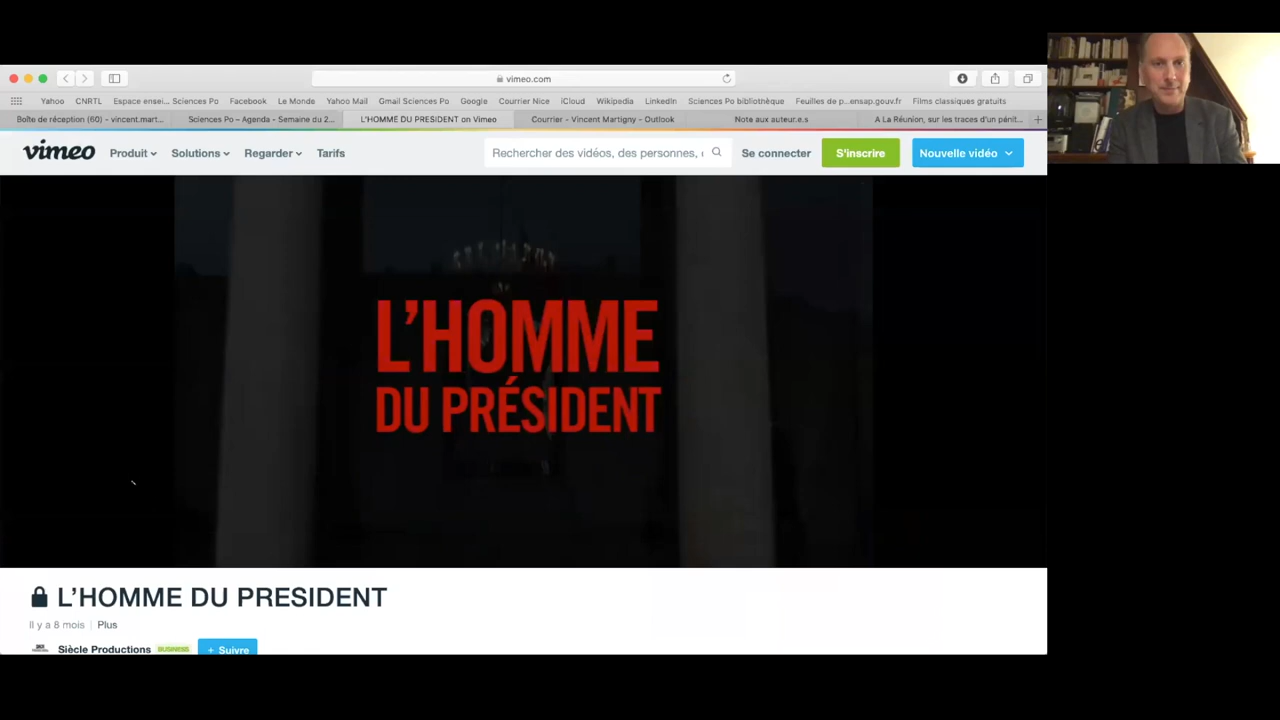 vimeo.com
Yahoo CNRTL Espace ensei... Sciences Po Facebook Le Monde Yahoo Mail Gmail Sciences Po Google Courrier Nice iCloud Wikipedia LinkedIn Sciences Po bibliothèque Feuilles de p...ensap.gouv.fr Films classiques gratuits
Boîte de réception (60) - vincent.mart... Sciences Po – Agenda - Semaine du 2... L'HOMME DU PRESIDENT on Vimeo Courrier - Vincent Martigny - Outlook Note aux auteur.e.s A La Réunion, sur les traces d'un pénit...
vimeo Produit Solutions Regarder Tarifs Rechercher des vidéos, des personnes, Se connecter S'inscrire Nouvelle vidéo
L'HOMME
DU PRÉSIDENT
L'HOMME DU PRESIDENT
Il y a 8 mois Plus
Siècle Productions BUSINESS + Suivre